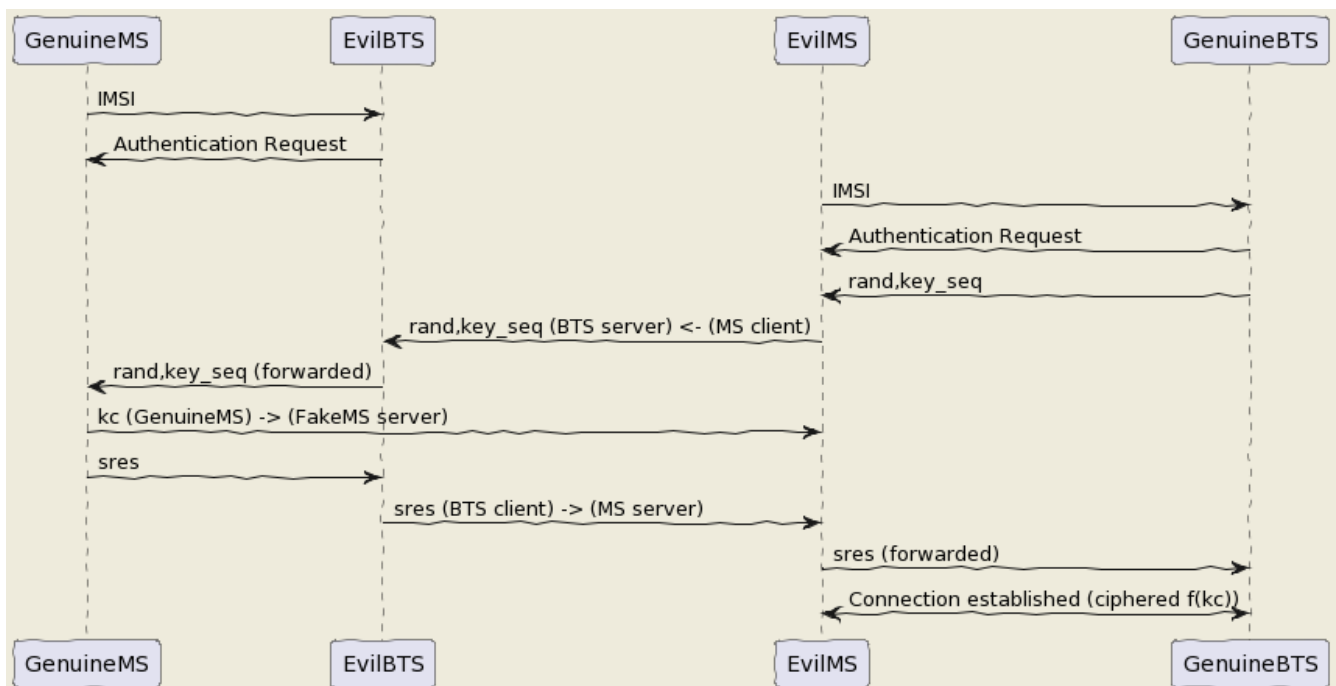 GenuineMS EvilBTS EvilMS GenuineBTS
IMSI
Authentication Request
IMSI
Authentication Request
rand,key_seq
rand,key_seq (BTS server) <- (MS client)
rand,key_seq (forwarded)
kc (GenuineMS) -> (FakeMS server)
sres
sres (BTS client) -> (MS server)
sres (forwarded)
Connection established (ciphered f(kc))
GenuineMS EvilBTS EvilMS GenuineBTS